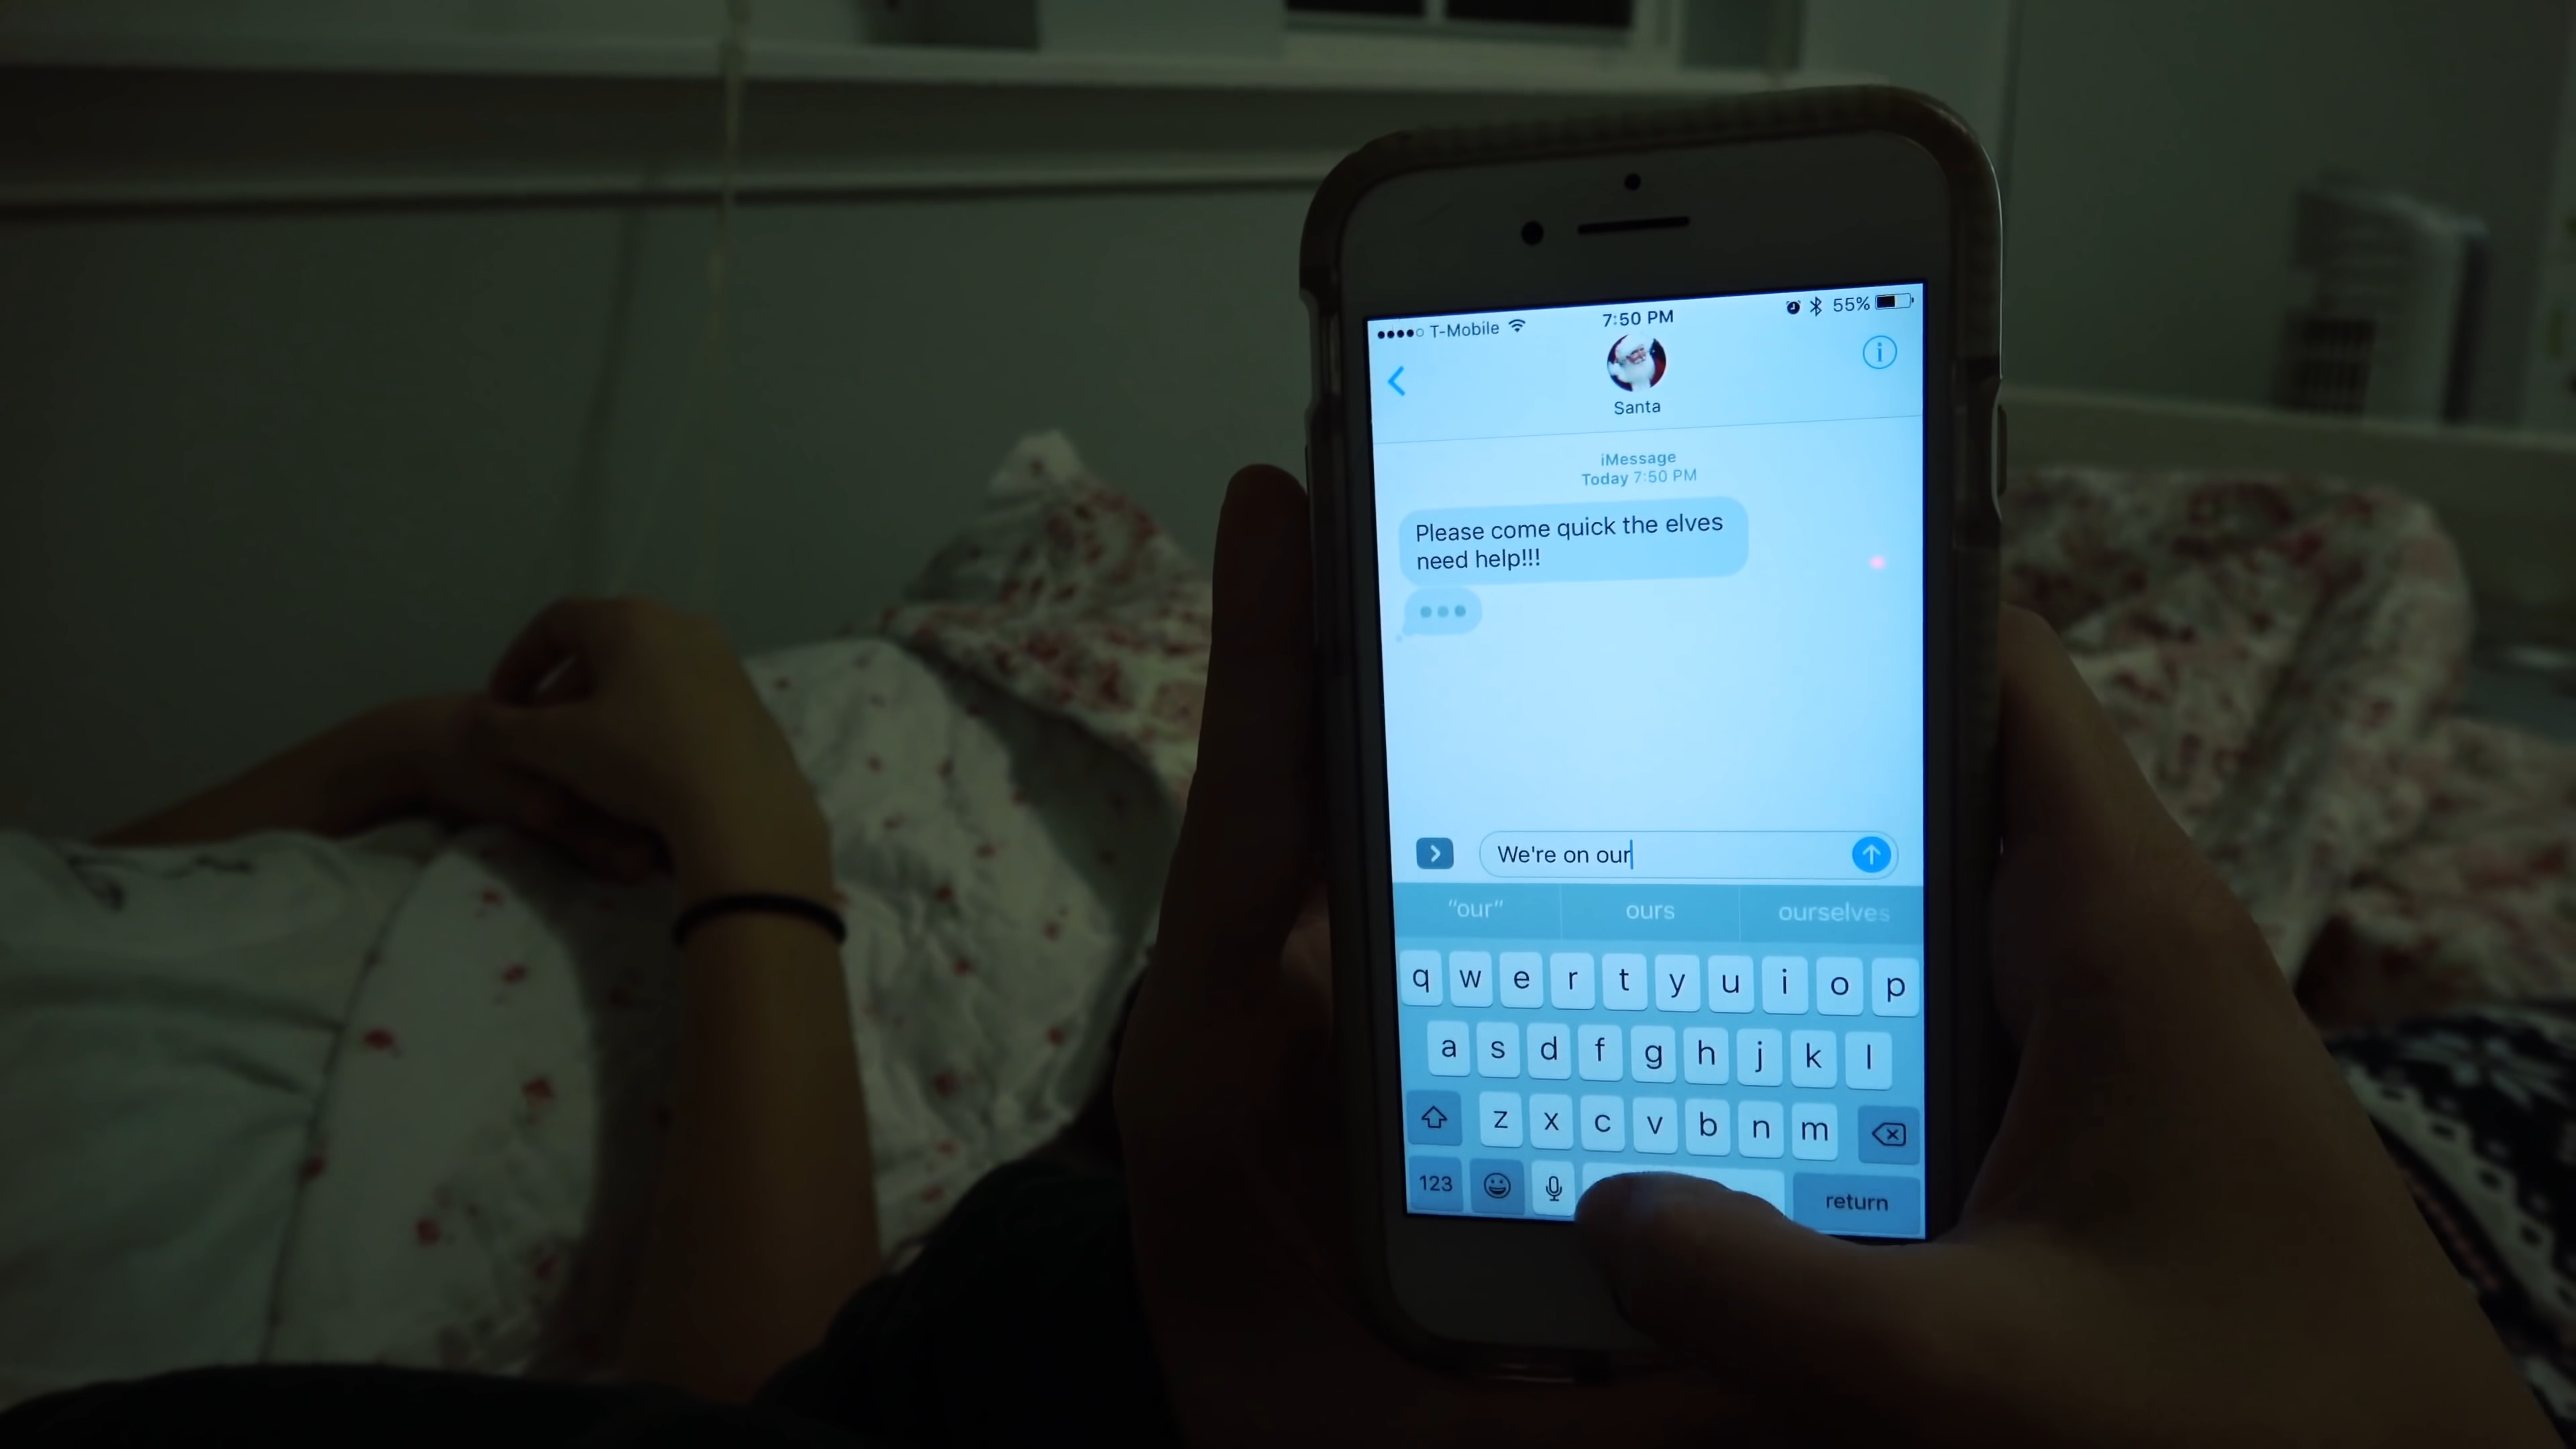 T-Mobile 7:50 PM 55%
Santa
iMessage
Today 7:50 PM
Please come quick the elves
need help!!!
We're on our
"our" ours ourselves
q w e r t y u i o p
a s d f g h j k l
z x c v b n m
123 return